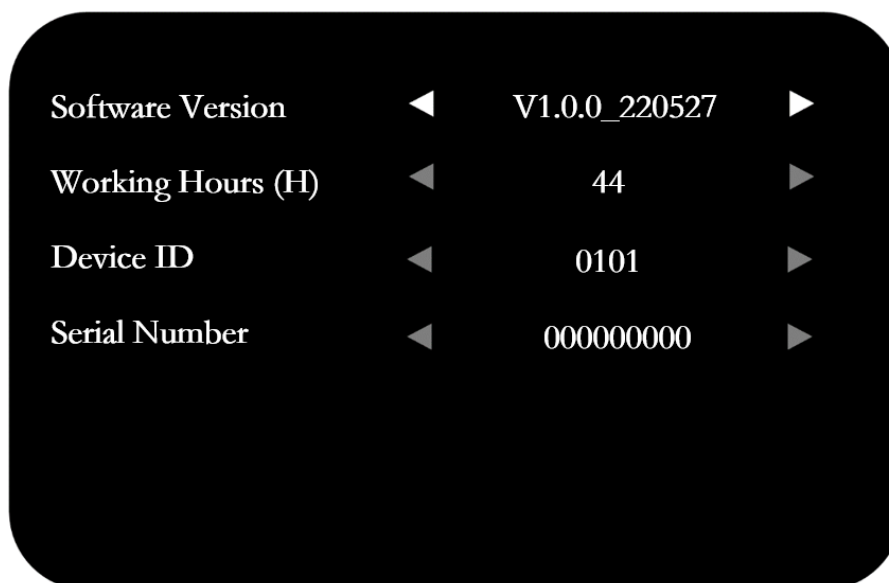 Software Version V1.0.0_220527
Working Hours (H) 44
Device ID 0101
Serial Number 000000000